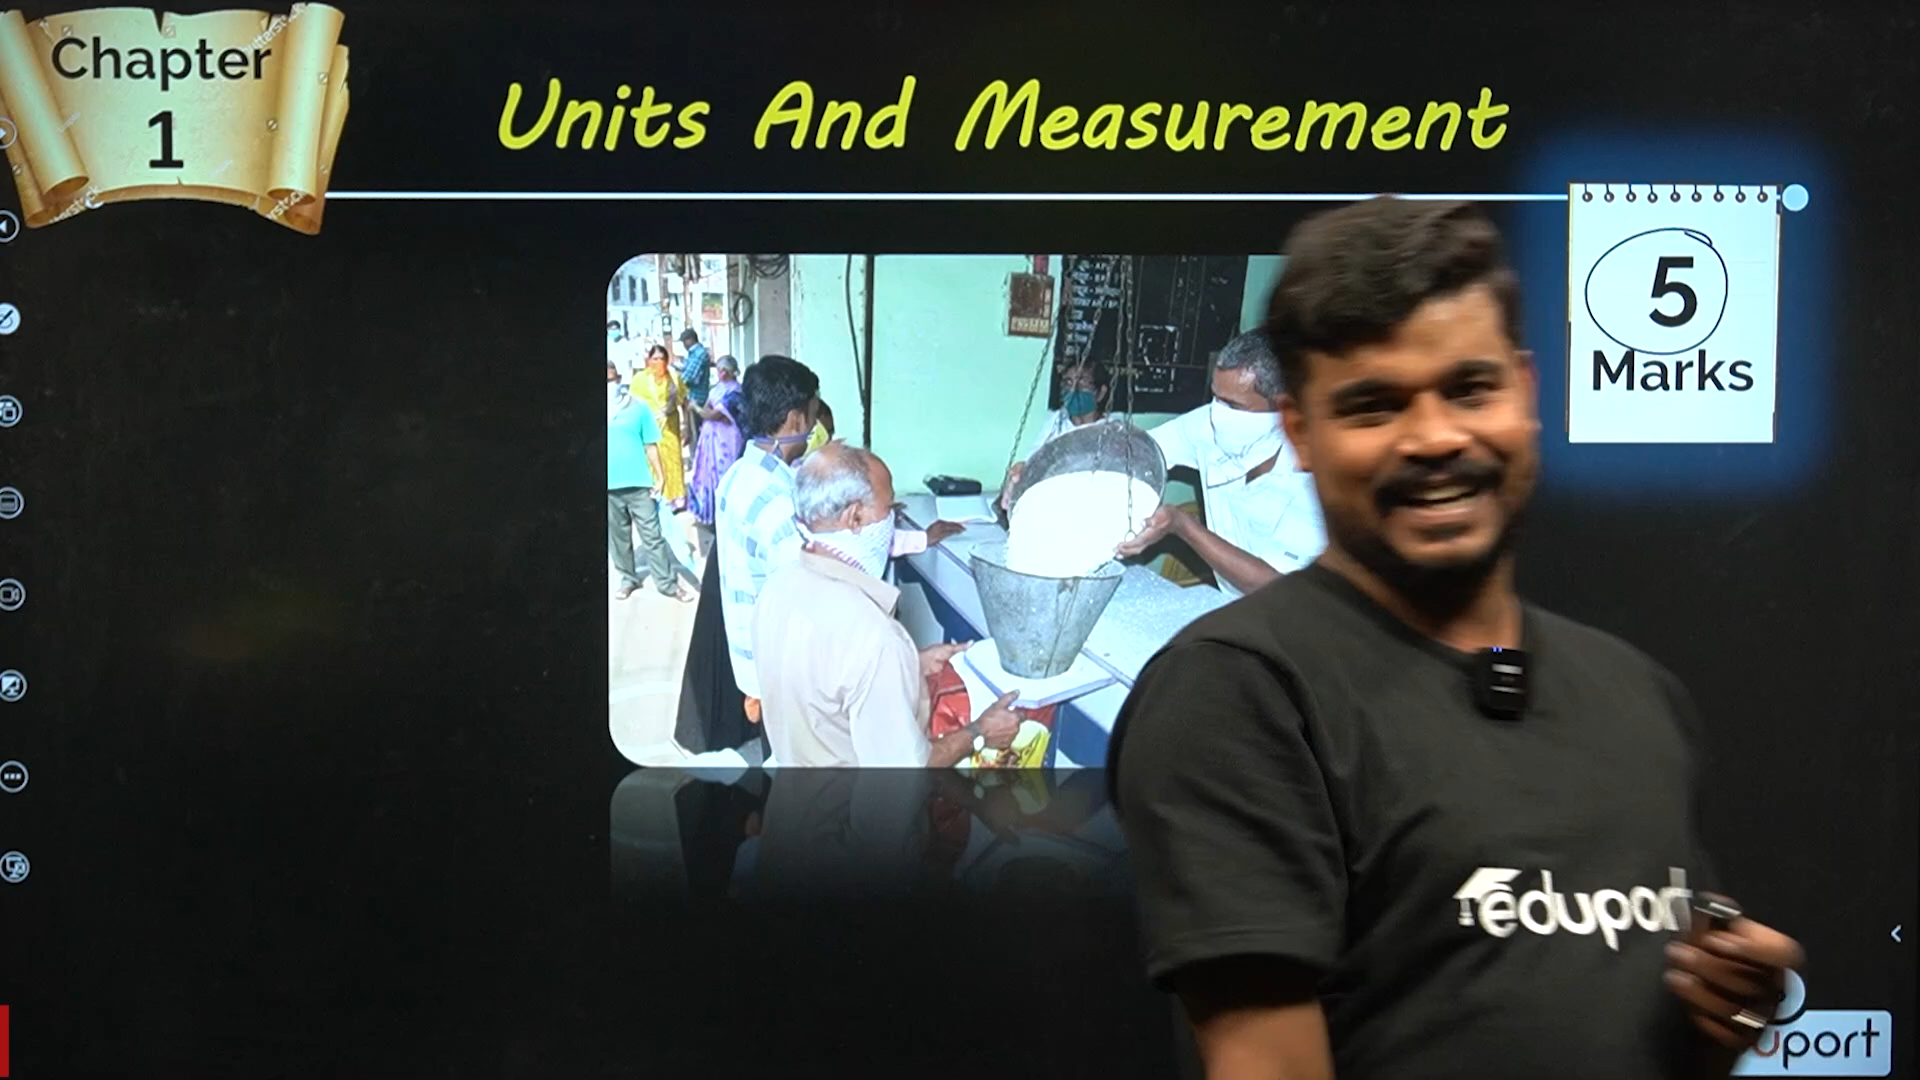 Chapter
1
Units And Measurement
5
Marks
eduport
uport